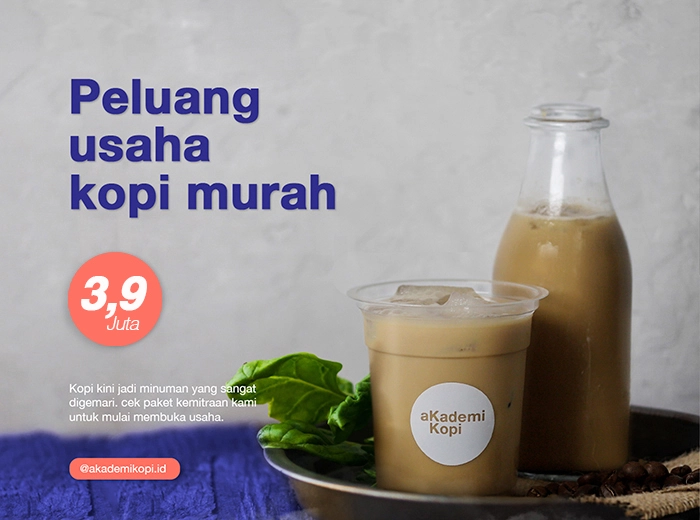 Peluang
usaha
kopi murah
3,9
Juta
Kopi kini jadi minuman yang sangat
digemari. cek paket kemitraan kami
untuk mulai membuka usaha.
@akademikopi.id
aKademi
Kopi